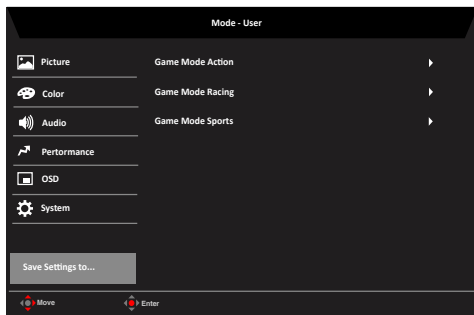 Mode - User
Picture
Game Mode Action
Color
Game Mode Racing
Audio
Game Mode Sports
Pertormance
OSD
System
Save Settings to...
Move
Enter